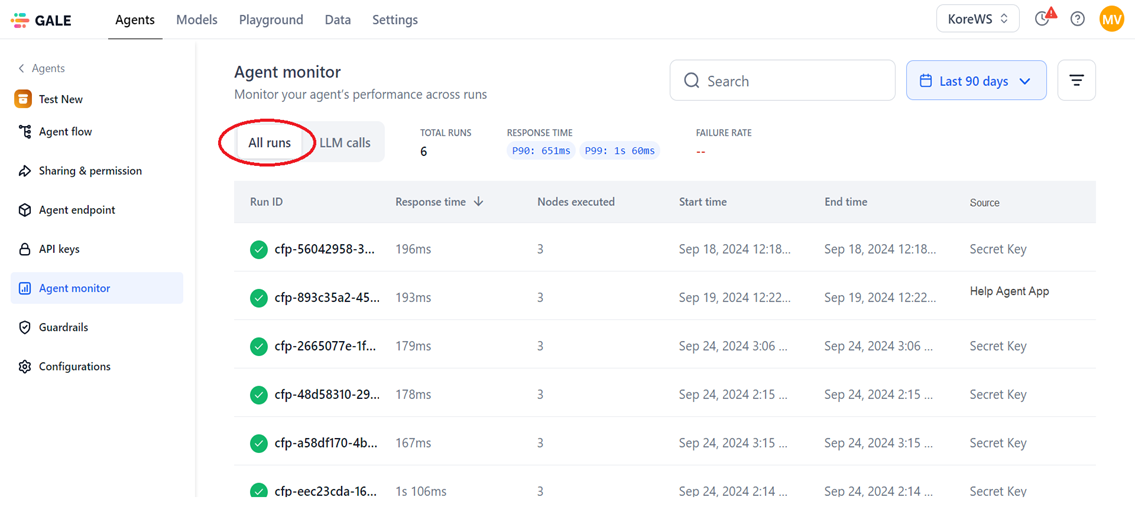 GALE Agents Models Playground Data Settings KoreWS MV
Agents
Test New
Agent flow
Sharing & permission
Agent endpoint
API keys
Agent monitor
Guardrails
Configurations
Agent monitor
Monitor your agent's performance across runs
Search
Last 90 days
All runs LLM calls
TOTAL RUNS
6
RESPONSE TIME
P90: 651ms P99: 1s 60ms
FAILURE RATE
--
Run ID Response time Nodes executed Start time End time Source
cfp-56042958-3... 196ms 3 Sep 18, 2024 12:18... Sep 18, 2024 12:18... Secret Key
cfp-893c35a2-45... 193ms 3 Sep 19, 2024 12:22... Sep 19, 2024 12:22... Help Agent App
cfp-2665077e-1f... 179ms 3 Sep 24, 2024 3:06 ... Sep 24, 2024 3:06 ... Secret Key
cfp-48d58310-29... 178ms 3 Sep 24, 2024 2:15 ... Sep 24, 2024 2:15 ... Secret Key
cfp-a58df170-4b... 167ms 3 Sep 24, 2024 3:15 ... Sep 24, 2024 3:15 ... Secret Key
cfp-eec23cda-16... 1s 106ms 3 Sep 24, 2024 2:14 ... Sep 24, 2024 2:14 ... Secret Key